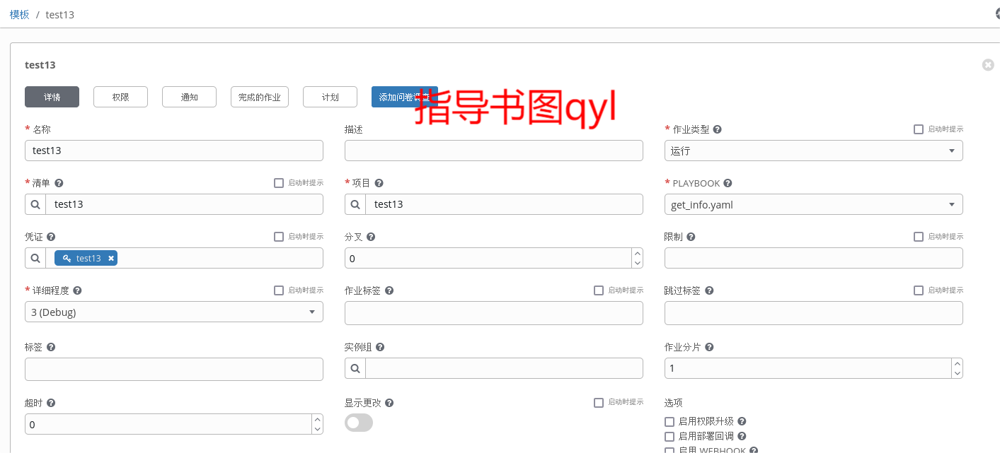 模板 / test13
test13
详情 权限 通知 完成的作业 计划 添加问卷调查
指导书图qyl
* 名称 描述 * 作业类型 启动时提示
test13 运行
* 清单 启动时提示 * 项目 * PLAYBOOK
test13 test13 get_info.yaml
凭证 启动时提示 分叉 限制 启动时提示
test13 0
* 详细程度 启动时提示 作业标签 启动时提示 跳过标签 启动时提示
3 (Debug)
标签 实例组 作业分片
1
超时 显示更改 启动时提示 选项
0 启用权限升级
启用部署回调
启用 WEBHOOK